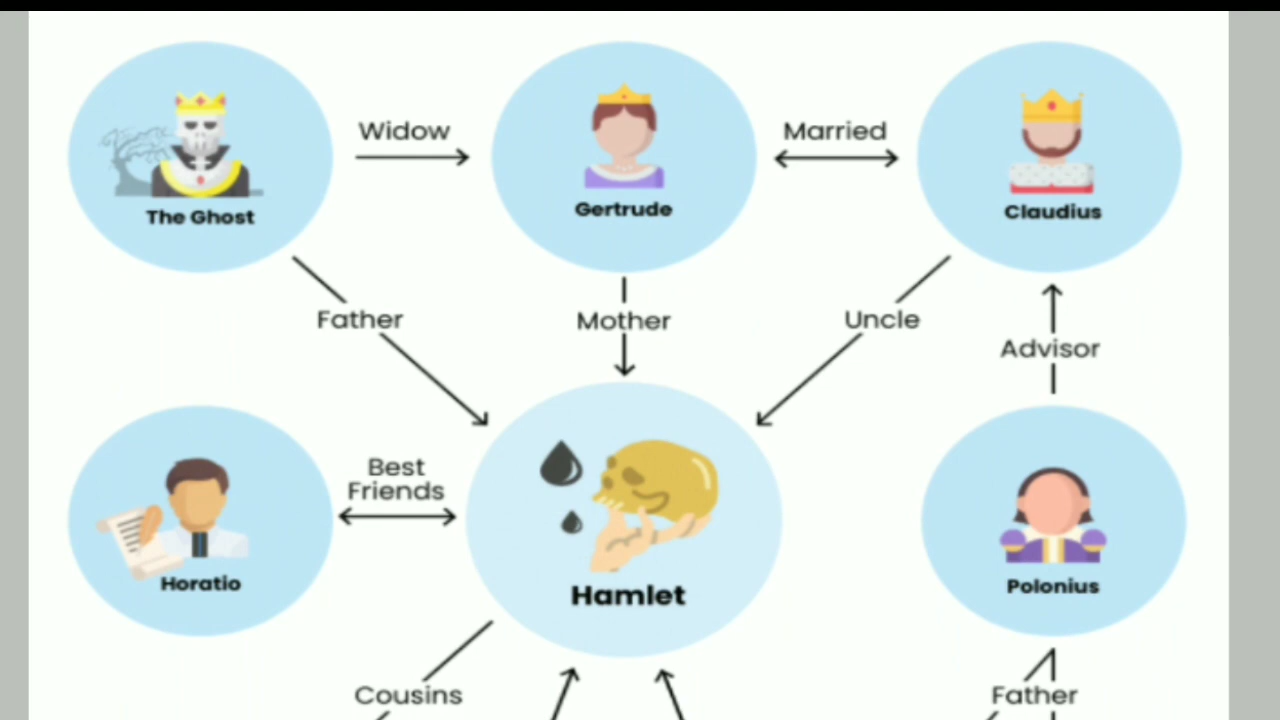 Widow
Married
The Ghost
Gertrude
Claudius
Father
Mother
Uncle
Advisor
Best
Friends
Horatio
Hamlet
Polonius
Cousins
Father